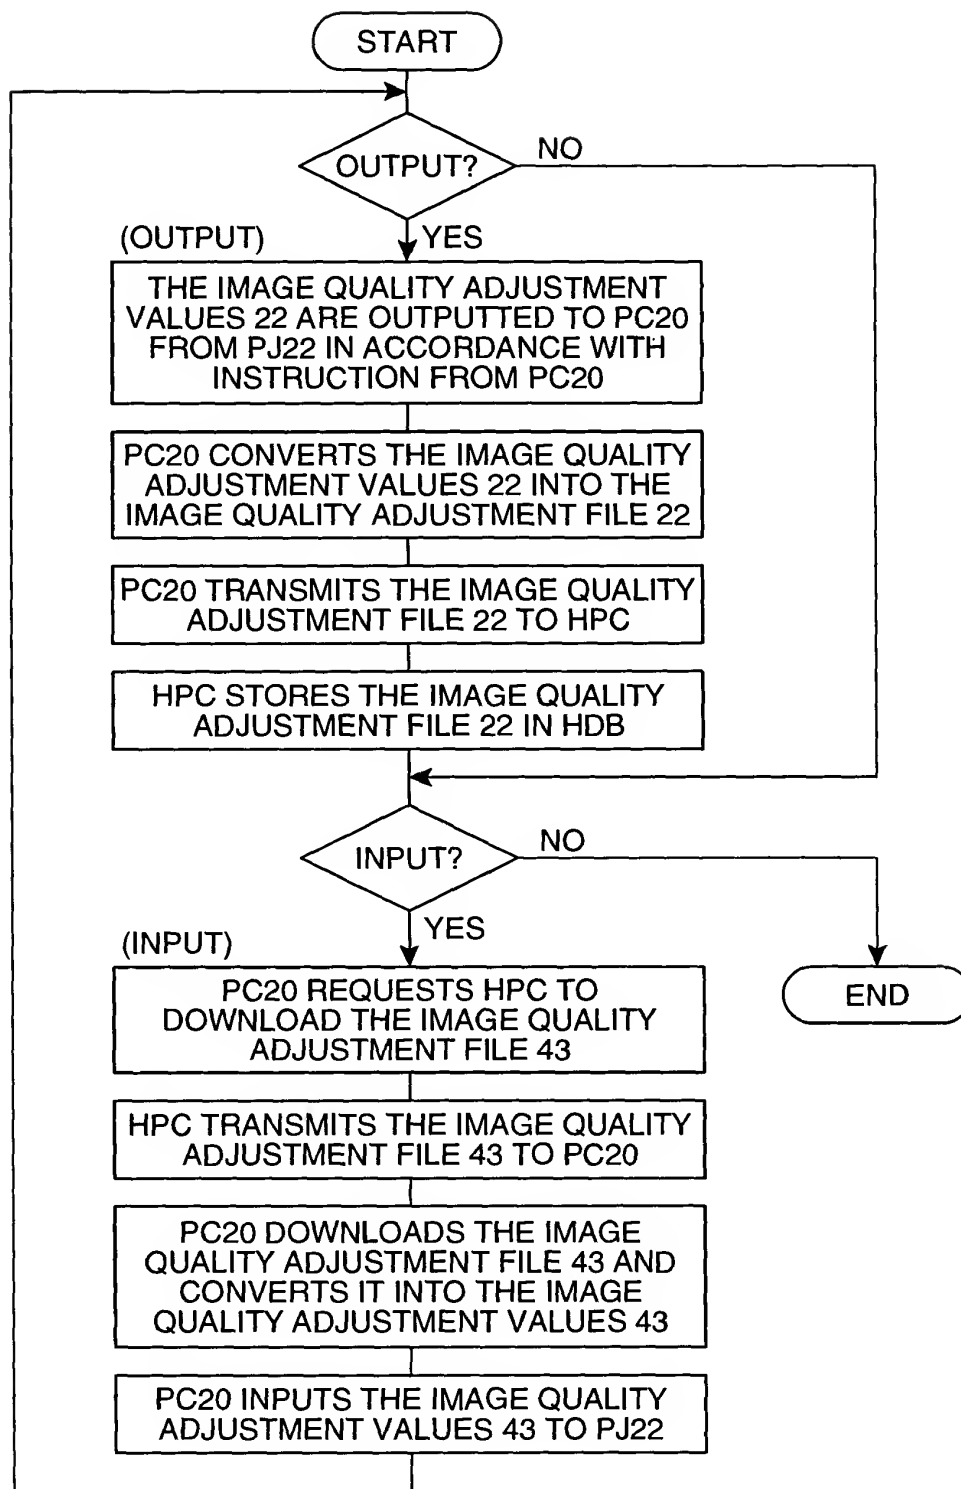 START
OUTPUT?
NO
(OUTPUT)
YES
THE IMAGE QUALITY ADJUSTMENT
VALUES 22 ARE OUTPUTTED TO PC20
FROM PJ22 IN ACCORDANCE WITH
INSTRUCTION FROM PC20
PC20 CONVERTS THE IMAGE QUALITY
ADJUSTMENT VALUES 22 INTO THE
IMAGE QUALITY ADJUSTMENT FILE 22
PC20 TRANSMITS THE IMAGE QUALITY
ADJUSTMENT FILE 22 TO HPC
HPC STORES THE IMAGE QUALITY
ADJUSTMENT FILE 22 IN HDB
INPUT?
NO
YES
(INPUT)
PC20 REQUESTS HPC TO
DOWNLOAD THE IMAGE QUALITY
ADJUSTMENT FILE 43
END
HPC TRANSMITS THE IMAGE QUALITY
ADJUSTMENT FILE 43 TO PC20
PC20 DOWNLOADS THE IMAGE
QUALITY ADJUSTMENT FILE 43 AND
CONVERTS IT INTO THE IMAGE
QUALITY ADJUSTMENT VALUES 43
PC20 INPUTS THE IMAGE QUALITY
ADJUSTMENT VALUES 43 TO PJ22